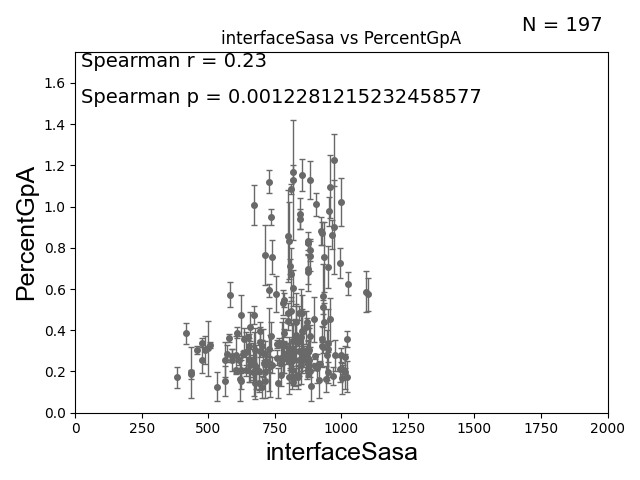 N = 197
interfaceSasa vs PercentGpA
Spearman r = 0.23
Spearman p = 0.0012281215232458577
PercentGpA
1.6
1.4
1.2
1.0
0.8
0.6
0.4
0.2
0.0
0 250 500 750 1000 1250 1500 1750 2000
interfaceSasa